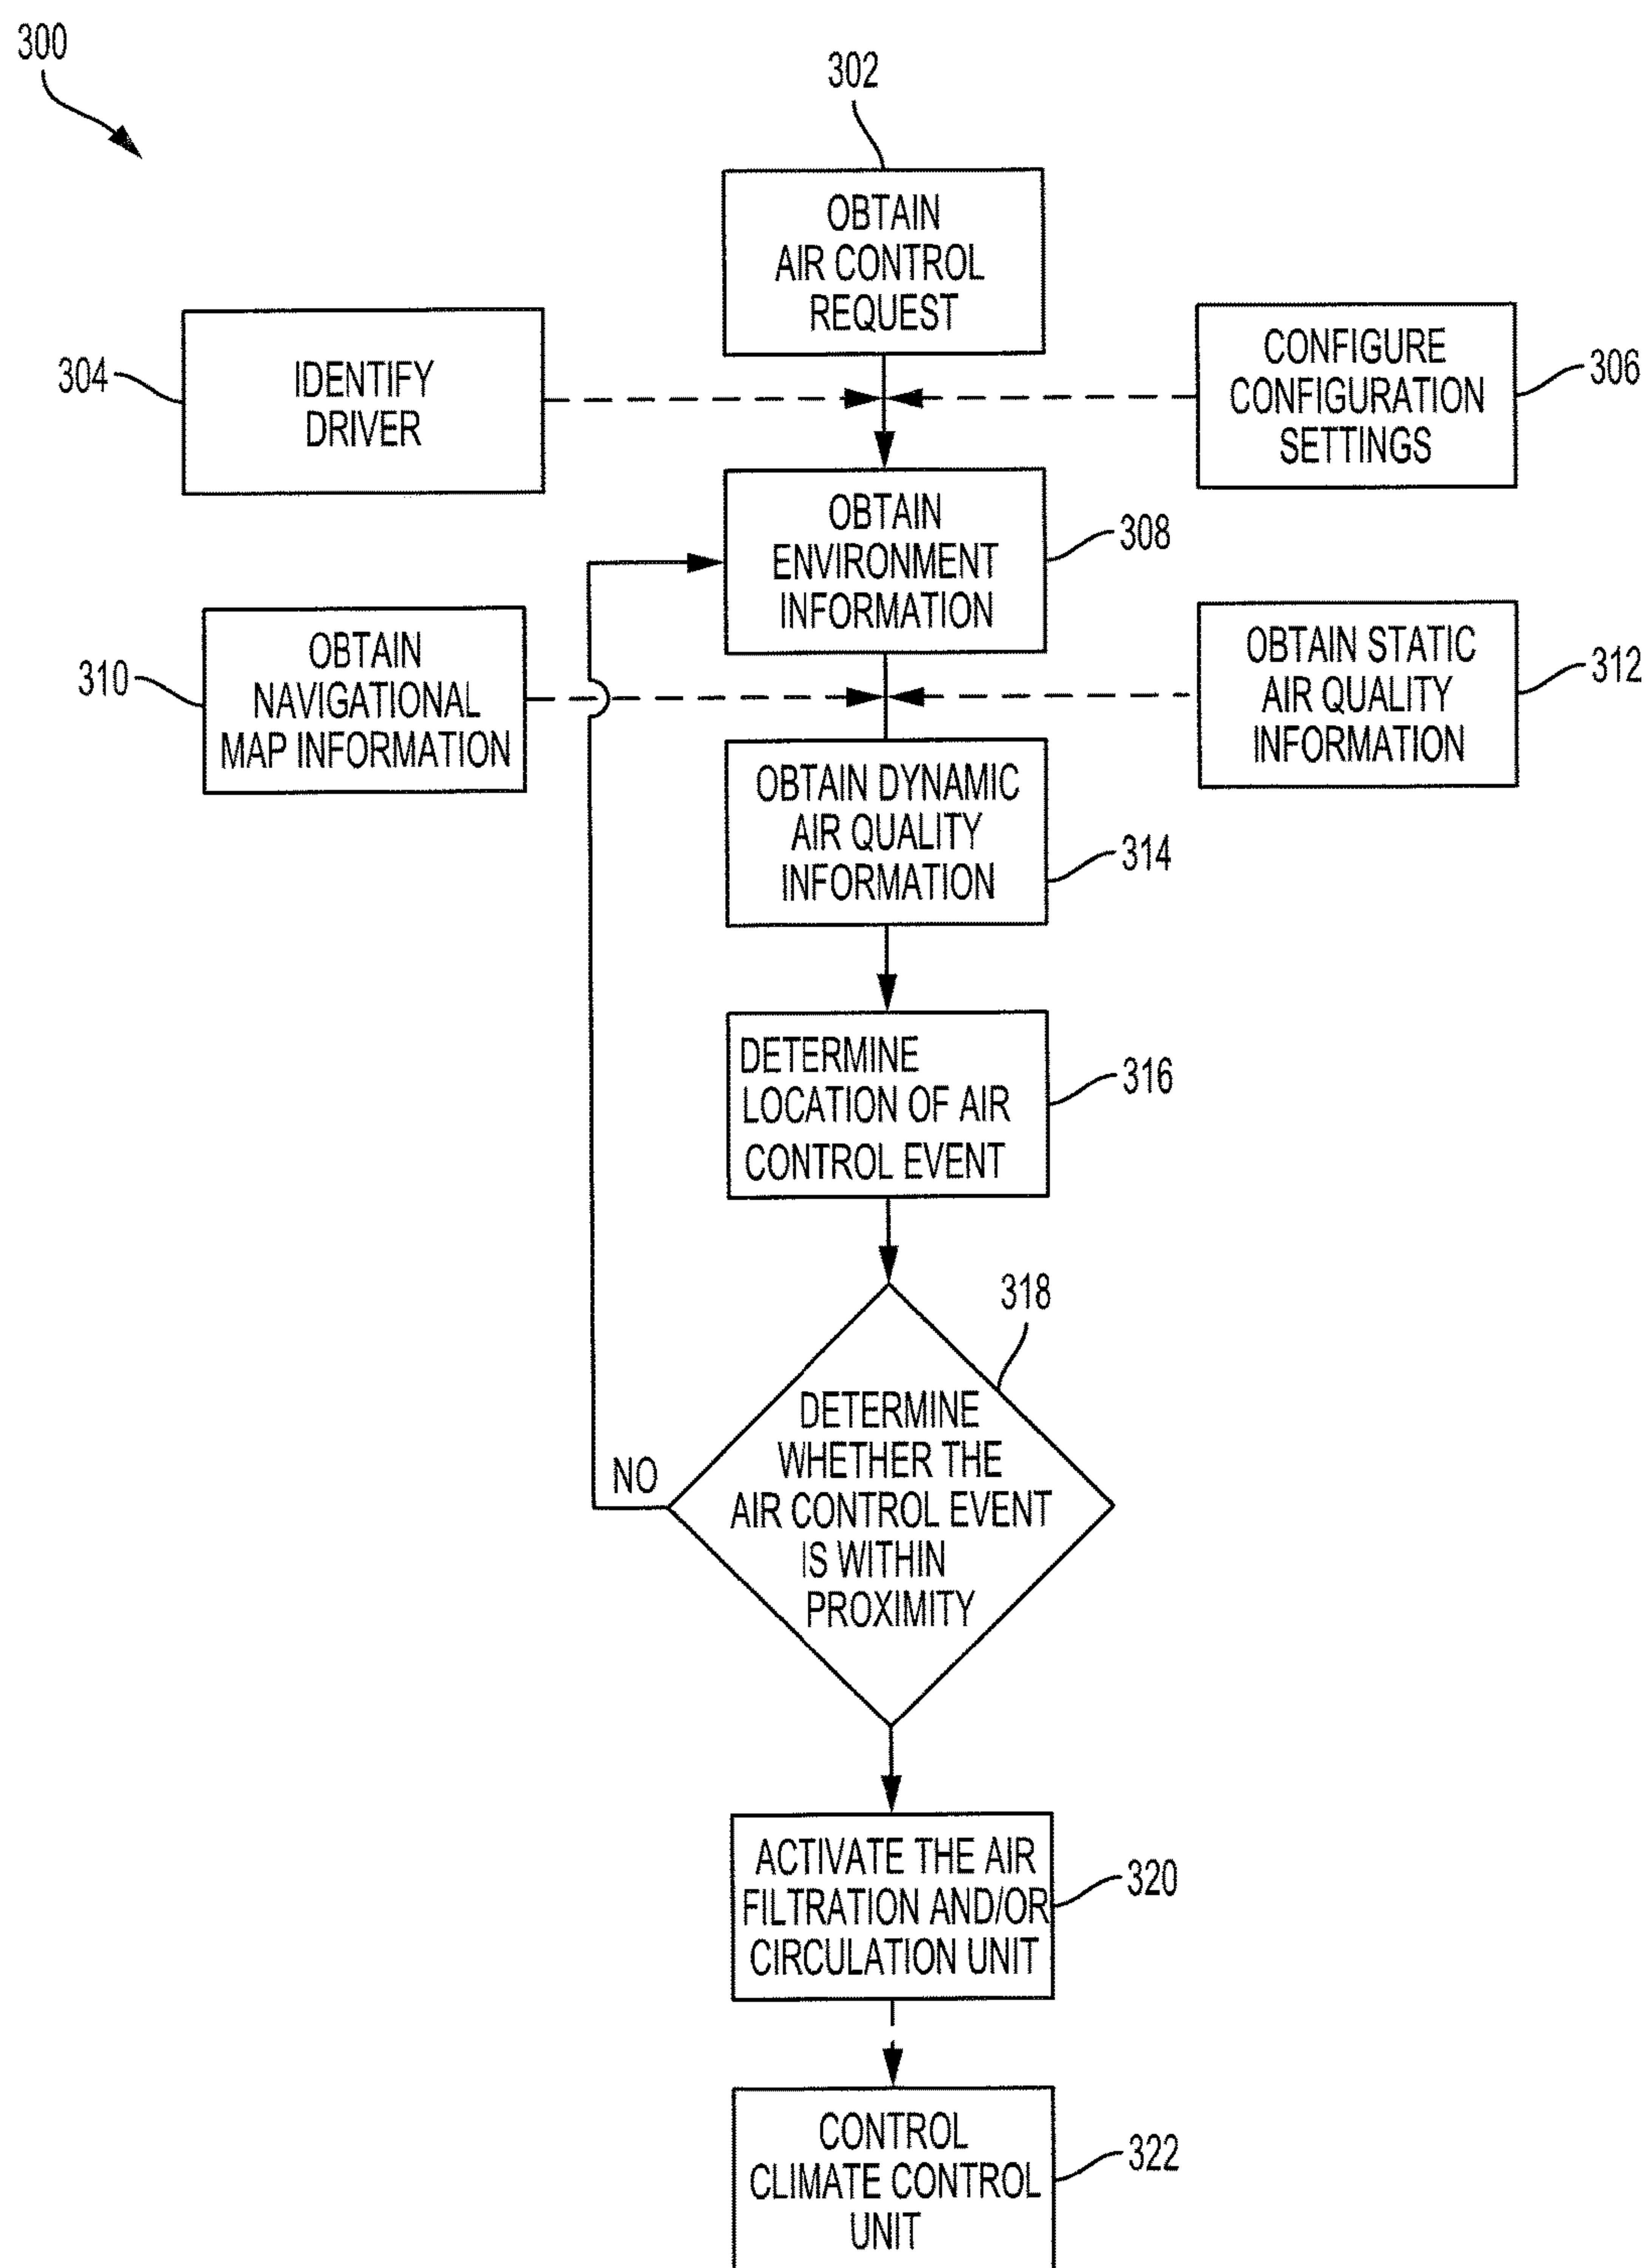 300
302
OBTAIN
AIR CONTROL
REQUEST
304
IDENTIFY
DRIVER
CONFIGURE
CONFIGURATION
SETTINGS
306
OBTAIN
ENVIRONMENT
INFORMATION
308
310
OBTAIN
NAVIGATIONAL
MAP INFORMATION
OBTAIN STATIC
AIR QUALITY
INFORMATION
312
OBTAIN DYNAMIC
AIR QUALITY
INFORMATION
314
DETERMINE
LOCATION OF AIR
CONTROL EVENT
316
318
DETERMINE
WHETHER THE
AIR CONTROL EVENT
IS WITHIN
PROXIMITY
NO
ACTIVATE THE AIR
FILTRATION AND/OR
CIRCULATION UNIT
320
CONTROL
CLIMATE CONTROL
UNIT
322